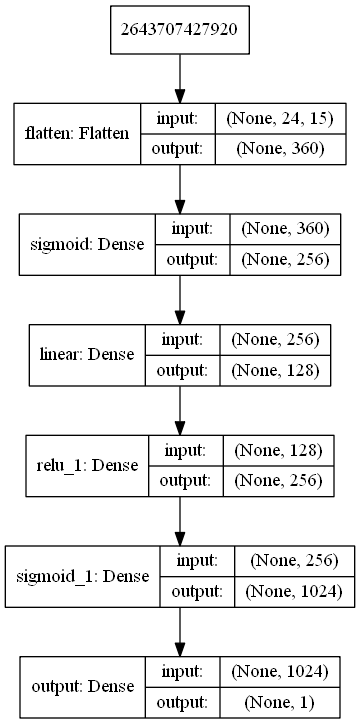 2643707427920
flatten: Flatten
input: (None, 24, 15)
output: (None, 360)
sigmoid: Dense
input: (None, 360)
output: (None, 256)
linear: Dense
input: (None, 256)
output: (None, 128)
relu_1: Dense
input: (None, 128)
output: (None, 256)
sigmoid_1: Dense
input: (None, 256)
output: (None, 1024)
output: Dense
input: (None, 1024)
output: (None, 1)